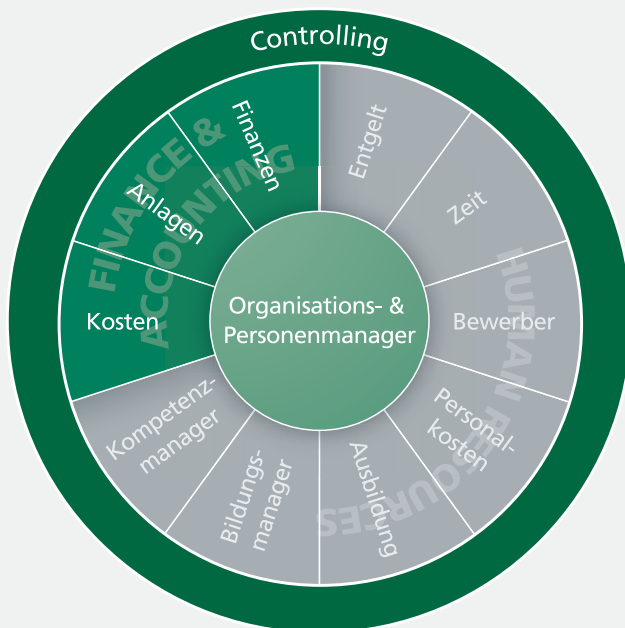 Controlling
FINANCE &
ACCOUNTING
Finanzen
Anlagen
Kosten
HUMAN RESOURCES
Entgelt
Zeit
Bewerber
Personal-
kosten
Ausbildung
Bildungs-
manager
Kompetenz-
manager
Organisations- &
Personenmanager